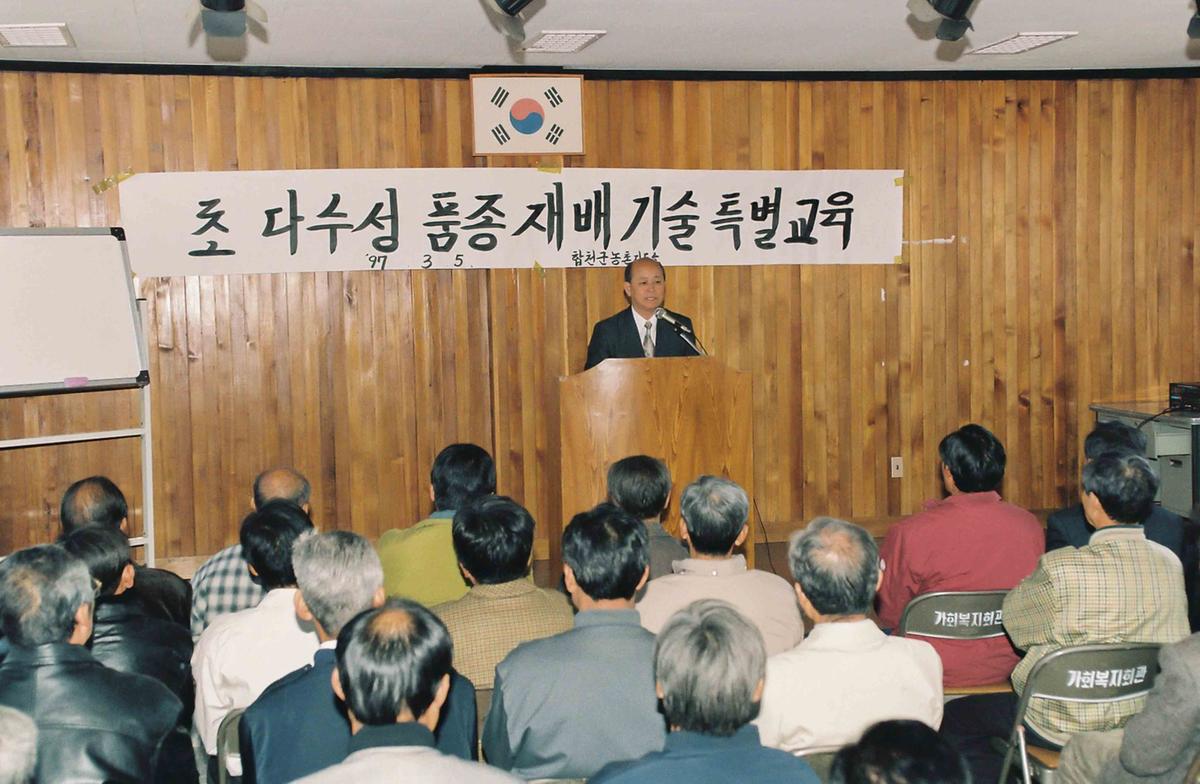 초 다수성 품종 재배 기술 특별교육
'97 3. 5. 합천군농촌지도소
가회복지회관
가회복지회관